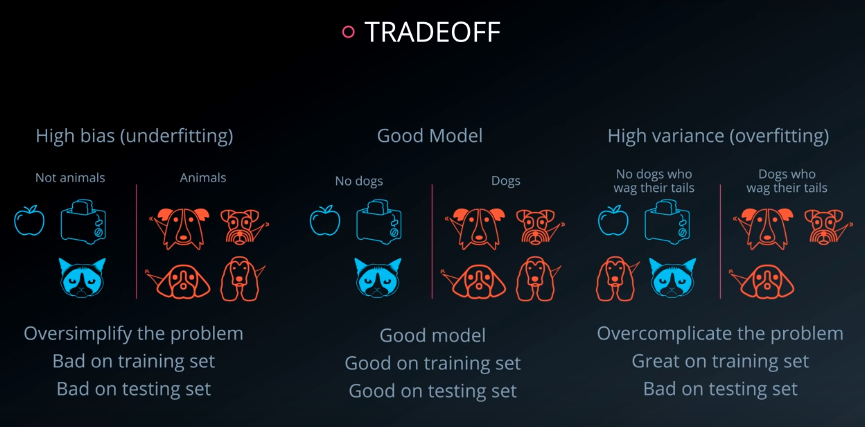 TRADEOFF
High bias (underfitting)
Not animals
Animals
Oversimplify the problem
Bad on training set
Bad on testing set
Good Model
No dogs
Dogs
Good model
Good on training set
Good on testing set
High variance (overfitting)
No dogs who
wag their tails
Dogs who
wag their tails
Overcomplicate the problem
Great on training set
Bad on testing set